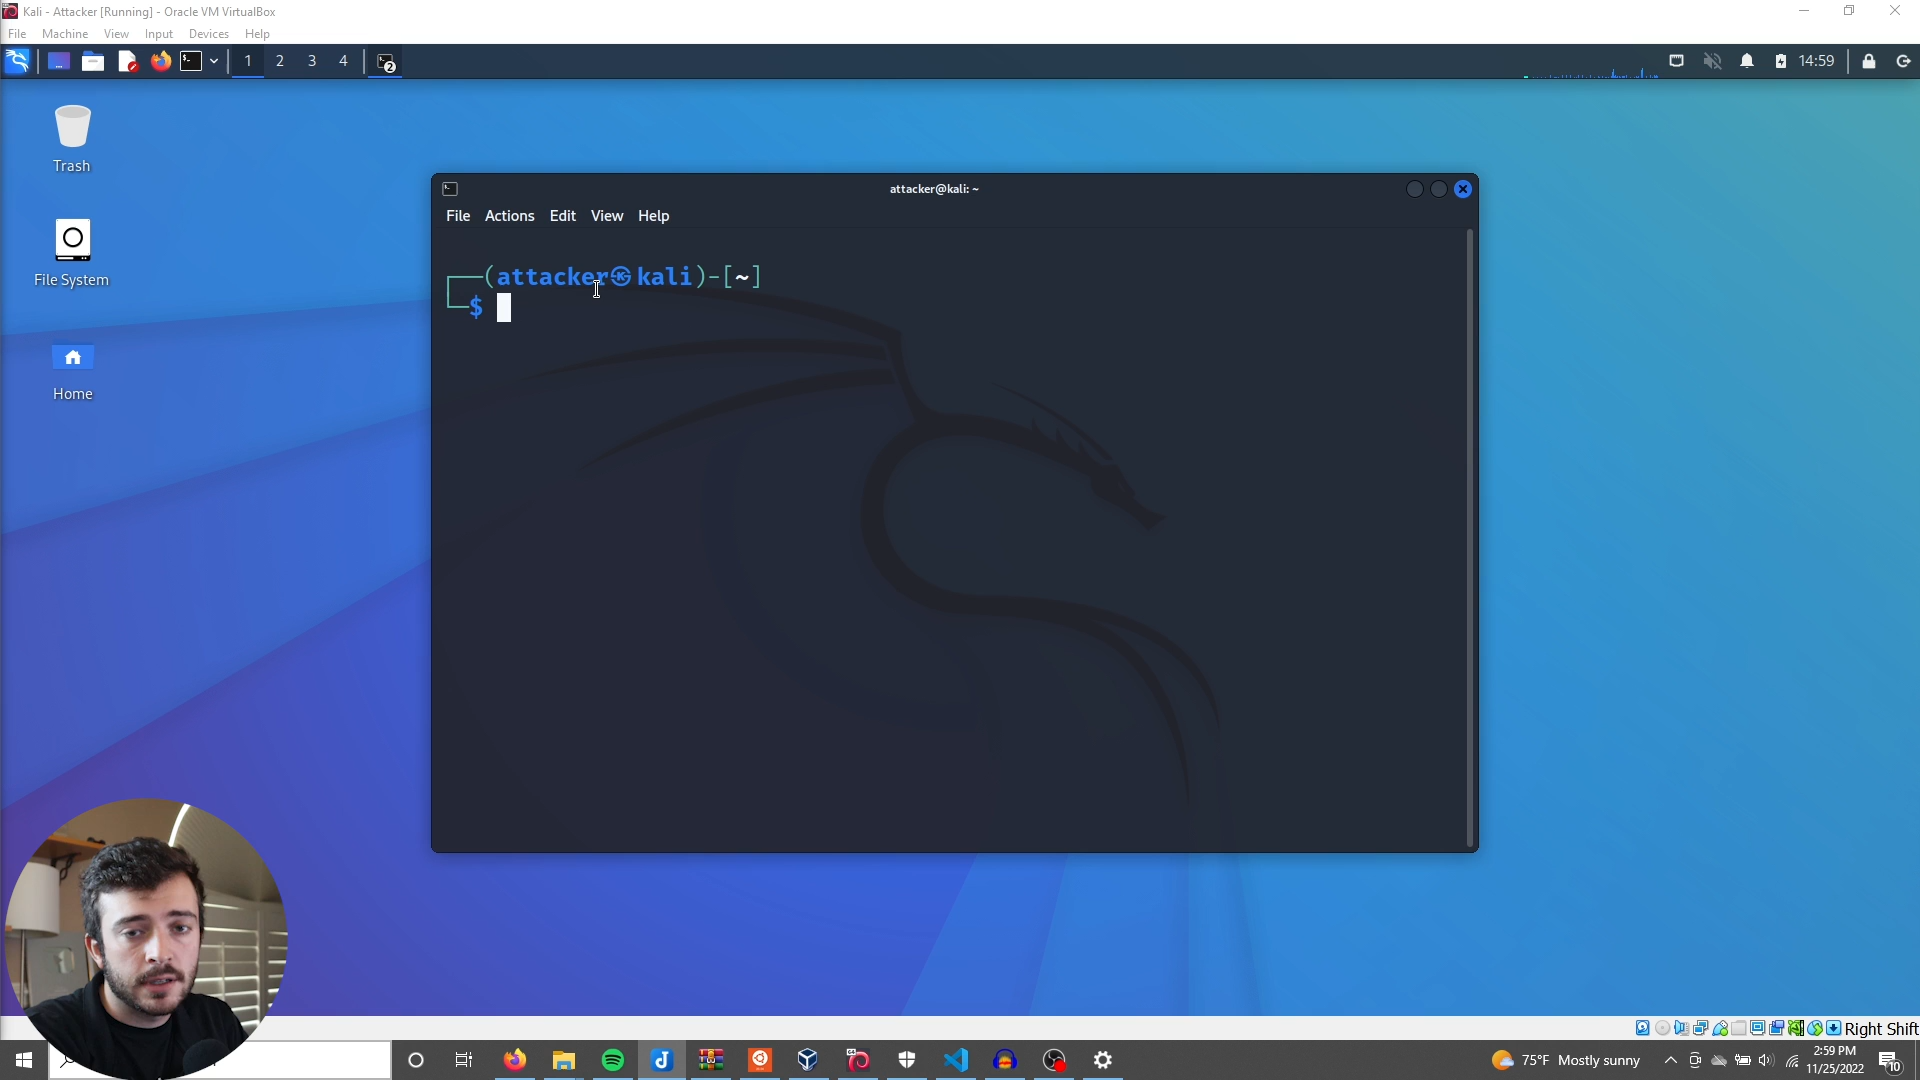 Kali - Attacker [Running] - Oracle VM VirtualBox
File Machine View Input Devices Help
1 2 3 4 2 14:59
Trash
File System
Home
attacker@kali: ~
File Actions Edit View Help
┌──(attacker㉿kali)-[~]
└─$
Right Shift
75°F Mostly sunny
2:59 PM
11/25/2022
10